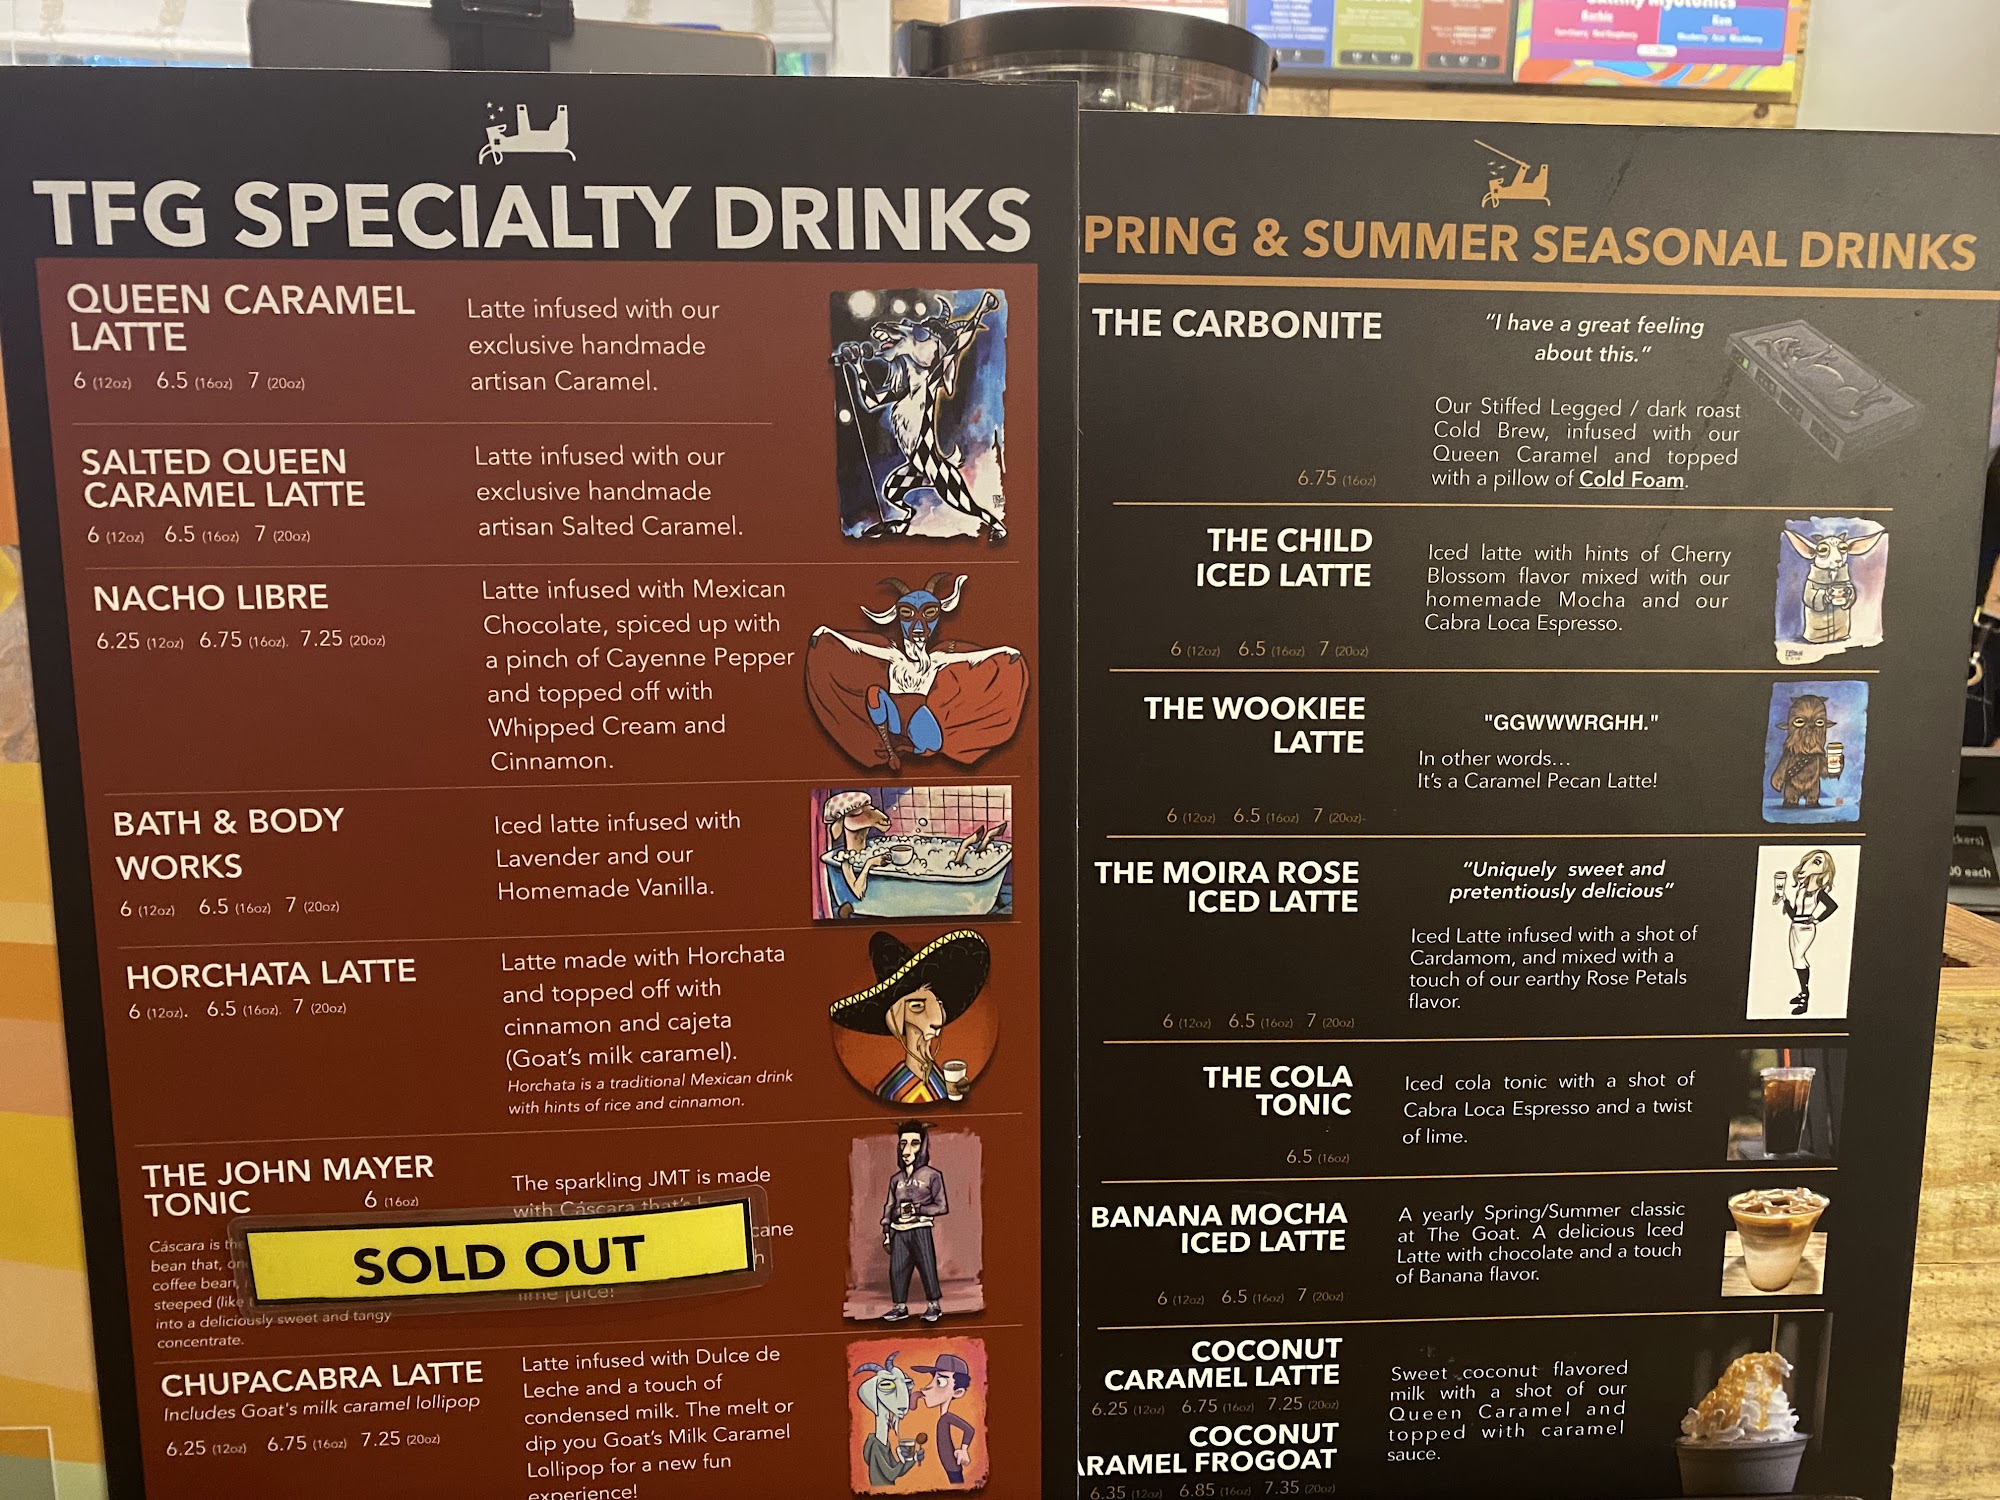 TFG SPECIALTY DRINKS
QUEEN CARAMEL
LATTE
6 (12oz) 6.5 (16oz) 7 (20oz)
Latte infused with our
exclusive handmade
artisan Caramel.
SALTED QUEEN
CARAMEL LATTE
6 (12oz) 6.5 (16oz) 7 (20oz)
Latte infused with our
exclusive handmade
artisan Salted Caramel.
NACHO LIBRE
6.25 (12oz) 6.75 (16oz). 7.25 (20oz)
Latte infused with Mexican
Chocolate, spiced up with
a pinch of Cayenne Pepper
and topped off with
Whipped Cream and
Cinnamon.
BATH & BODY
WORKS
6 (12oz) 6.5 (16oz) 7 (20oz)
Iced latte infused with
Lavender and our
Homemade Vanilla.
HORCHATA LATTE
6 (12oz). 6.5 (16oz). 7 (20oz)
Latte made with Horchata
and topped off with
cinnamon and cajeta
(Goat's milk caramel).
Horchata is a traditional Mexican drink
with hints of rice and cinnamon.
THE JOHN MAYER
TONIC 6 (16oz)
The sparkling JMT is made
with Cáscara that's
cane
lime juice!
SOLD OUT
Cáscara is the
bean that,
coffee bean,
steeped (like
into a deliciously sweet and tangy
concentrate.
CHUPACABRA LATTE
Includes Goat's milk caramel lollipop
6.25 (12oz) 6.75 (16oz) 7.25 (20oz)
Latte infused with Dulce de
Leche and a touch of
condensed milk. The melt or
dip you Goat's Milk Caramel
Lollipop for a new fun
experience!
PRING & SUMMER SEASONAL DRINKS
THE CARBONITE
6.75 (16oz)
"I have a great feeling
about this."
Our Stiffed Legged / dark roast
Cold Brew, infused with our
Queen Caramel and topped
with a pillow of Cold Foam.
THE CHILD
ICED LATTE
6 (12oz) 6.5 (16oz) 7 (20oz)
Iced latte with hints of Cherry
Blossom flavor mixed with our
homemade Mocha and our
Cabra Loca Espresso.
THE WOOKIEE
LATTE
6 (12oz) 6.5 (16oz) 7 (20oz)-
"GGWWWRGHH."
In other words...
It's a Caramel Pecan Latte!
THE MOIRA ROSE
ICED LATTE
6 (12oz) 6.5 (16oz) 7 (20oz)
"Uniquely sweet and
pretentiously delicious"
Iced Latte infused with a shot of
Cardamom, and mixed with a
touch of our earthy Rose Petals
flavor.
THE COLA
TONIC
6.5 (16oz)
Iced cola tonic with a shot of
Cabra Loca Espresso and a twist
of lime.
BANANA MOCHA
ICED LATTE
6 (12oz) 6.5 (16oz) 7 (20oz)
A yearly Spring/Summer classic
at The Goat. A delicious Iced
Latte with chocolate and a touch
of Banana flavor.
COCONUT
CARAMEL LATTE
6.25 (12oz) 6.75 (16oz) 7.25 (20oz)
COCONUT
ARAMEL FROGOAT
6.35 (12oz) 6.85 (16oz) 7.35 (20oz)
Sweet coconut flavored
milk with a shot of our
Queen Caramel and
topped with caramel
sauce.
Barbie
Ken
each